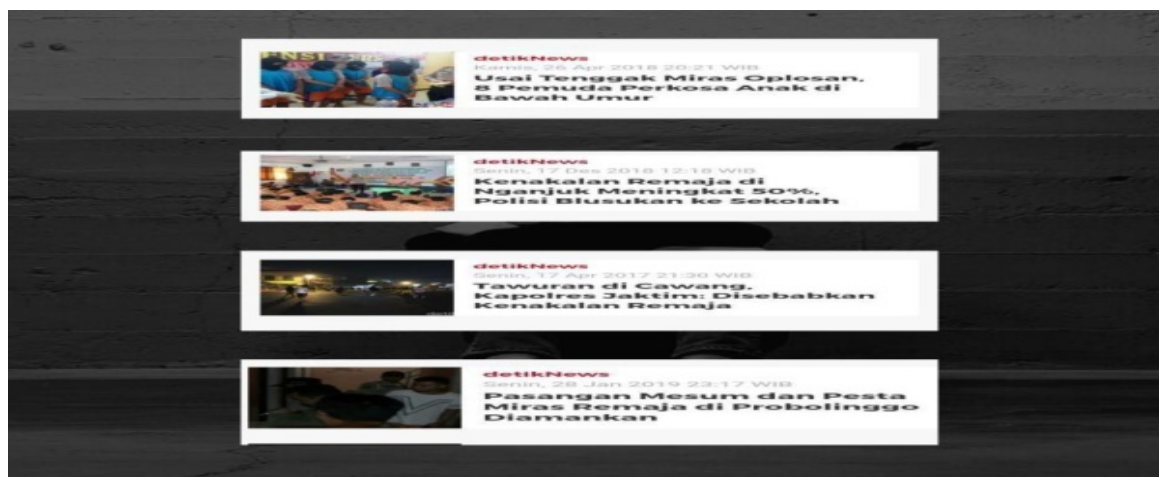 detikNews
Kamis, 26 Apr 2018 20:21 WIB
Usai Tenggak Miras Oplosan,
8 Pemuda Perkosa Anak di
Bawah Umur
detikNews
Senin, 17 Des 2018 12:18 WIB
Kenakalan Remaja di
Nganjuk Meningkat 50%,
Polisi Blusukan ke Sekolah
detikNews
Senin, 17 Apr 2017 21:30 WIB
Tawuran di Cawang,
Kapolres Jaktim: Disebabkan
Kenakalan Remaja
detikNews
Senin, 28 Jan 2019 23:17 WIB
Pasangan Mesum dan Pesta
Miras Remaja di Probolinggo
Diamankan